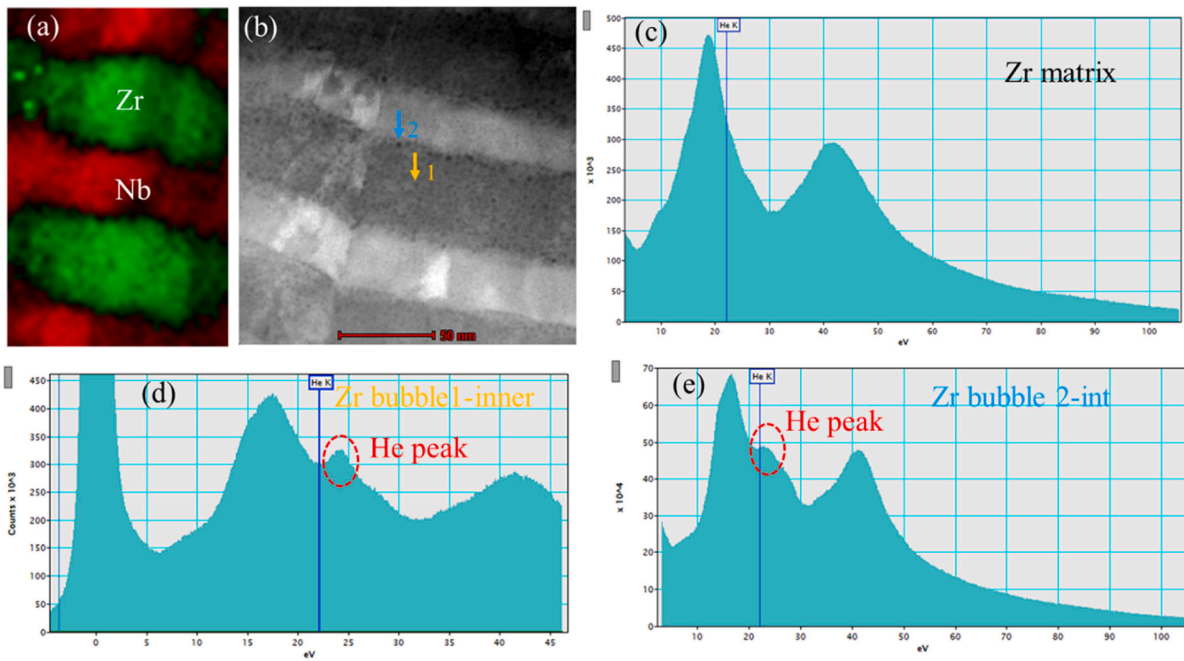 (a)
Zr
Nb
(b)
2
1
50 nm
(c)
He K
Zr matrix
500
450
400
350
300
250
200
150
100
50
0
x 10^3
10 20 30 40 50 60 70 80 90 100
eV
(d)
He K
Zr bubble1-inner
He peak
450
400
350
300
250
200
150
100
50
0
Counts x 10^3
0 5 10 15 20 25 30 35 40 45
eV
(e)
He K
Zr bubble 2-int
He peak
70
60
50
40
30
20
10
0
x 10^4
10 20 30 40 50 60 70 80 90 100
eV